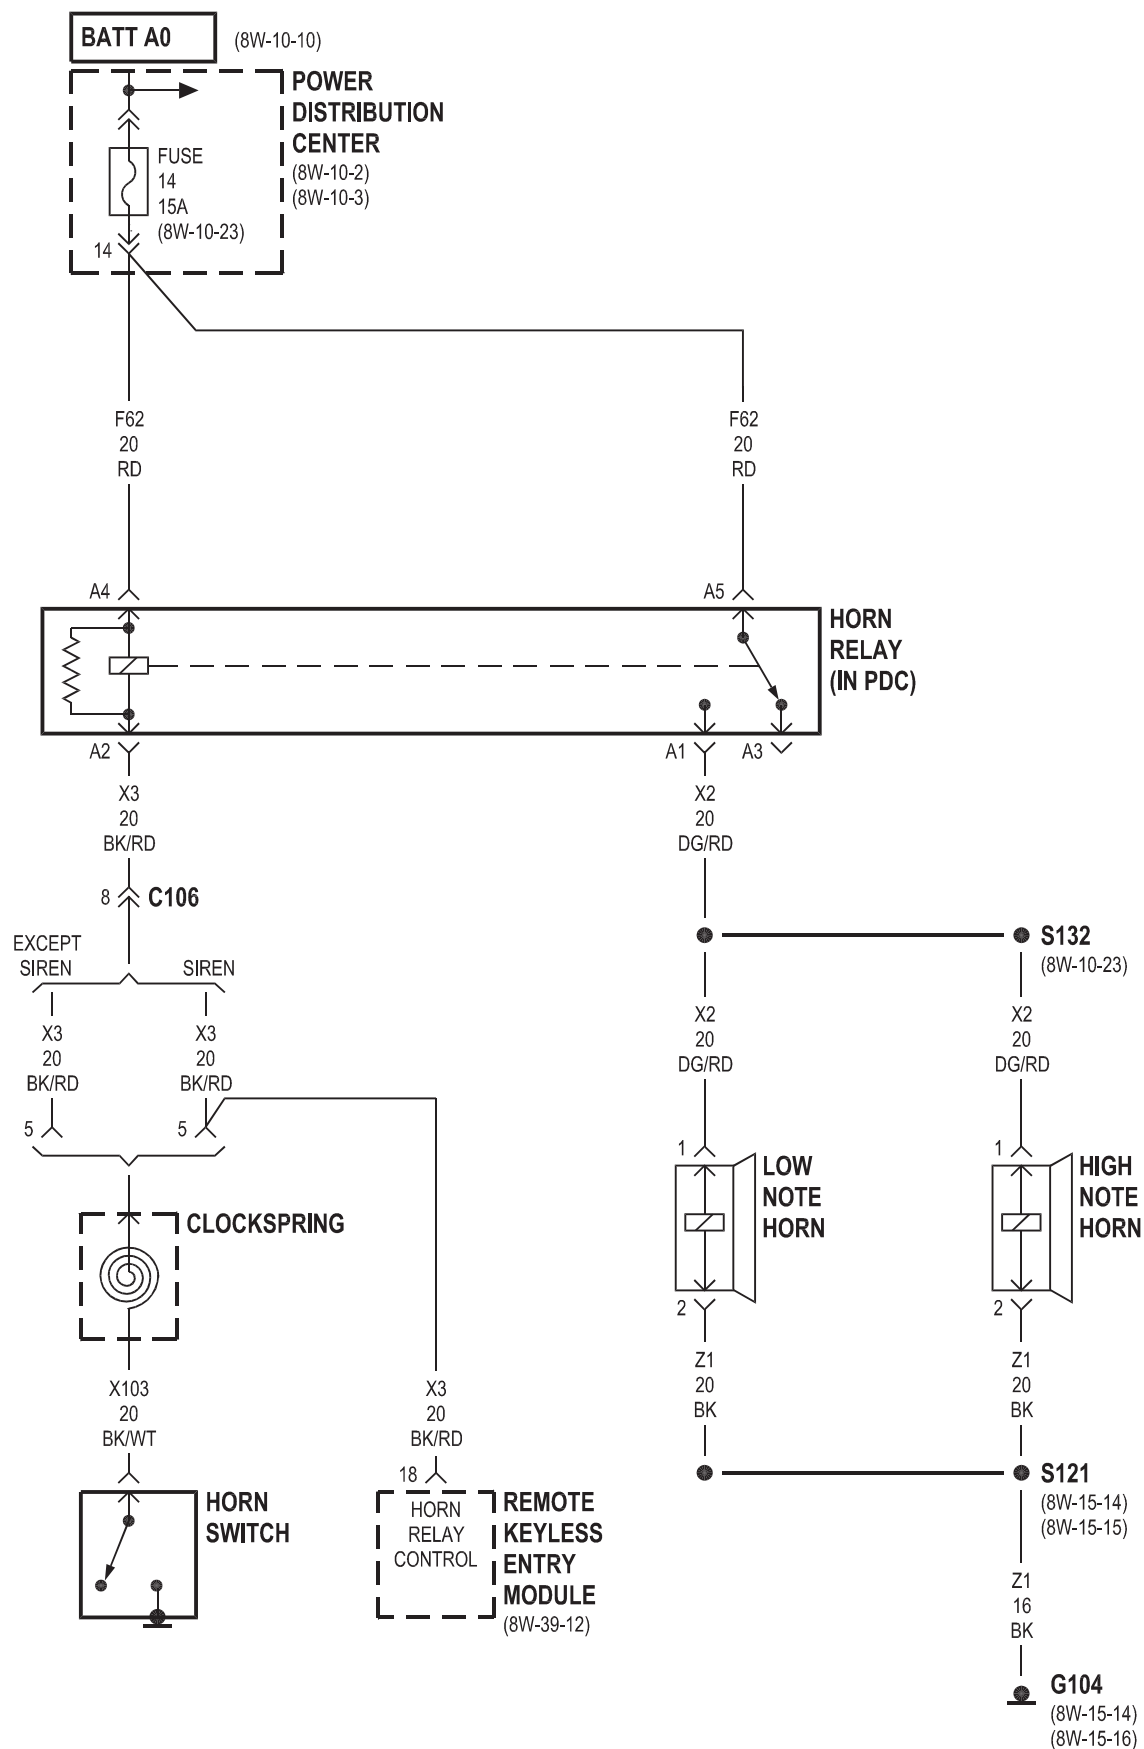 BATT A0
(8W-10-10)
POWER
DISTRIBUTION
CENTER
(8W-10-2)
(8W-10-3)
FUSE
14
15A
(8W-10-23)
14
F62
20
RD
F62
20
RD
A4
A5
HORN
RELAY
(IN PDC)
A2
A1
A3
X3
20
BK/RD
X2
20
DG/RD
8
C106
EXCEPT
SIREN
SIREN
S132
(8W-10-23)
X3
20
BK/RD
X3
20
BK/RD
X2
20
DG/RD
X2
20
DG/RD
5
5
1
LOW
NOTE
HORN
1
HIGH
NOTE
HORN
CLOCKSPRING
2
2
X103
20
BK/WT
X3
20
BK/RD
Z1
20
BK
Z1
20
BK
18
HORN
SWITCH
HORN
RELAY
CONTROL
REMOTE
KEYLESS
ENTRY
MODULE
(8W-39-12)
S121
(8W-15-14)
(8W-15-15)
Z1
16
BK
G104
(8W-15-14)
(8W-15-16)